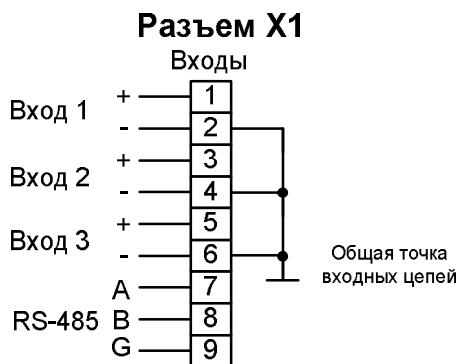 Разъем X1
Входы
Вход 1
+
1
-
2
Вход 2
+
3
-
4
Вход 3
+
5
-
6
Общая точка
входных цепей
RS-485
A
7
B
8
G
9